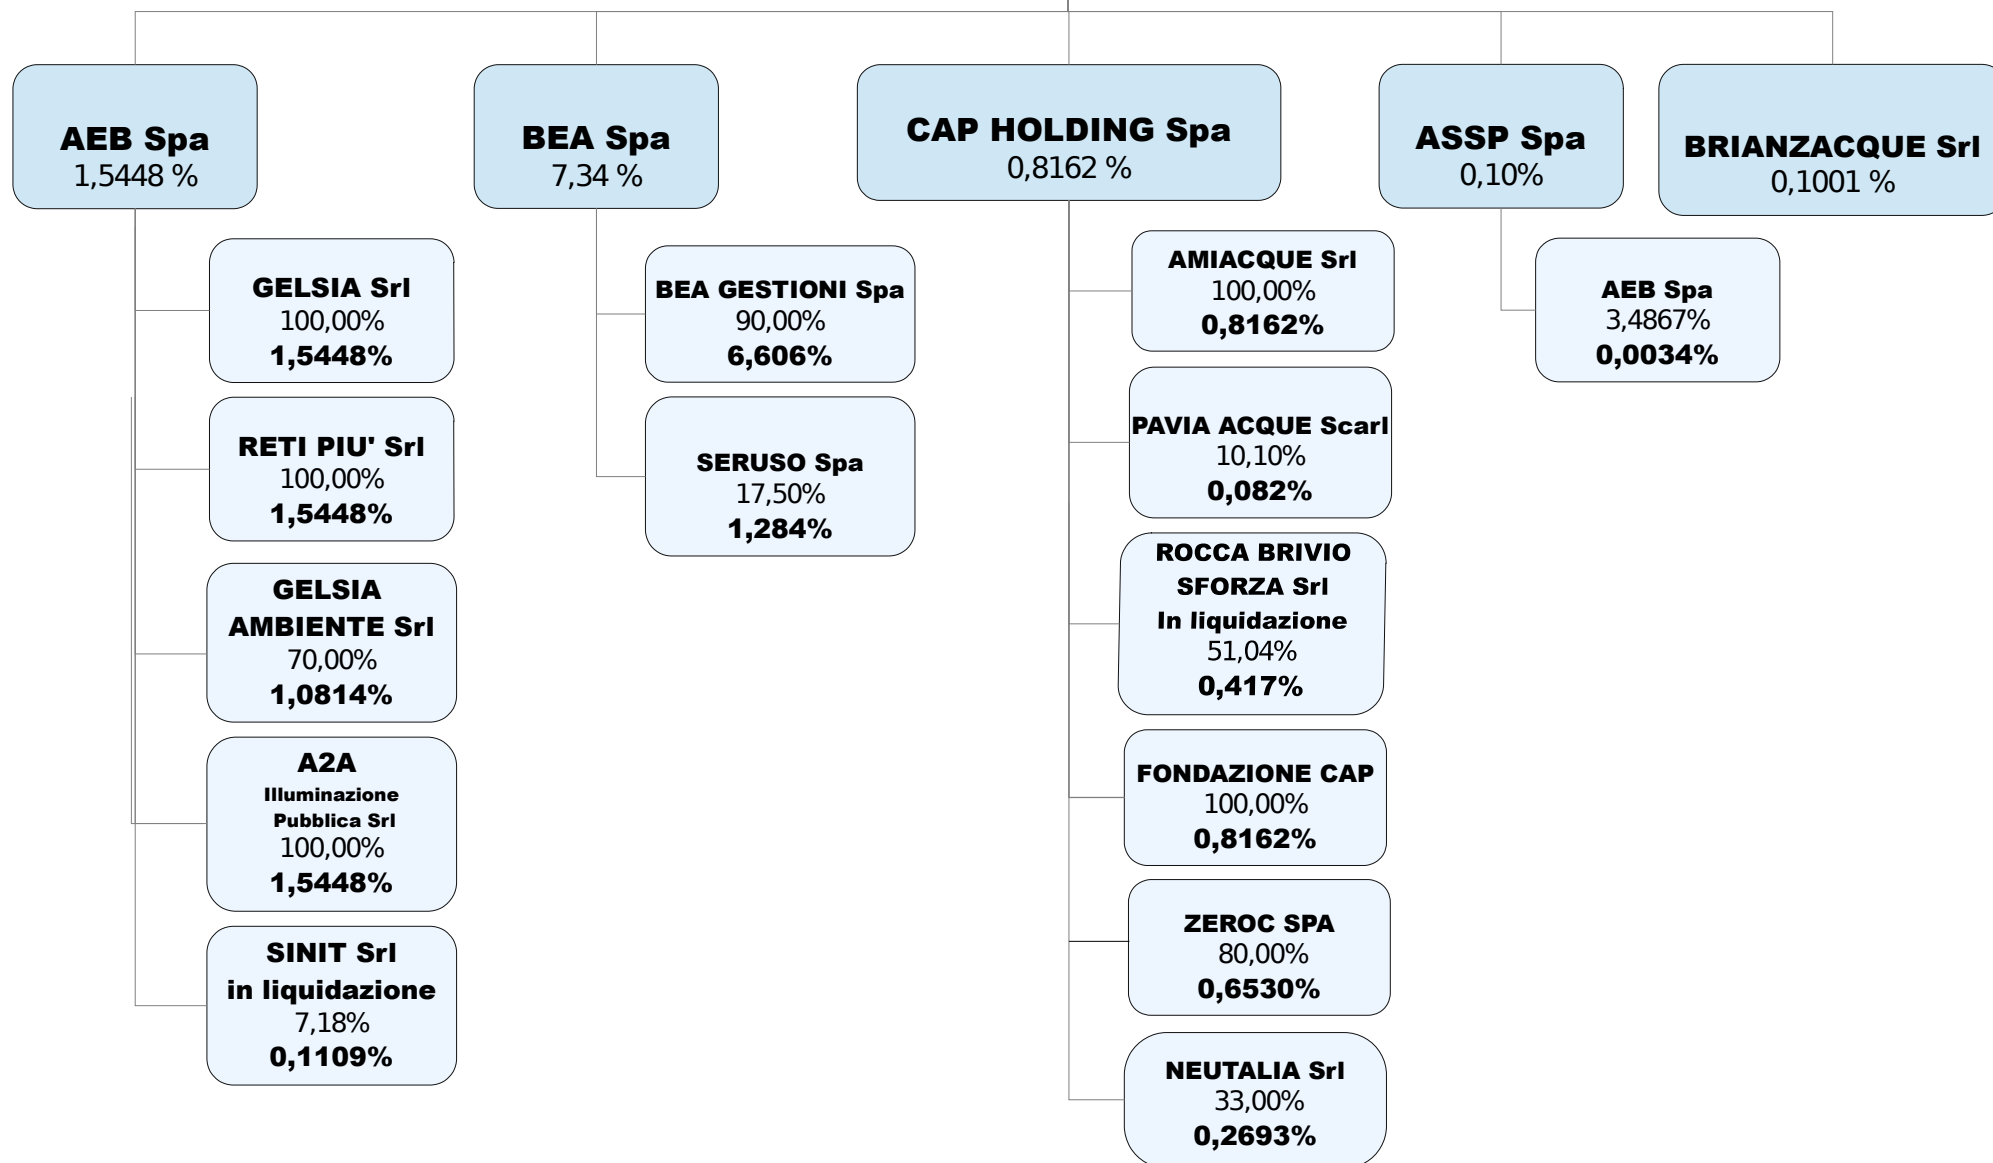 AEB Spa
1,5448 %
BEA Spa
7,34 %
CAP HOLDING Spa
0,8162 %
ASSP Spa
0,10%
BRIANZACQUE Srl
0,1001 %
GELSIA Srl
100,00%
1,5448%
RETI PIU' Srl
100,00%
1,5448%
GELSIA
AMBIENTE Srl
70,00%
1,0814%
A2A
Illuminazione
Pubblica Srl
100,00%
1,5448%
SINIT Srl
in liquidazione
7,18%
0,1109%
BEA GESTIONI Spa
90,00%
6,606%
SERUSO Spa
17,50%
1,284%
AMIACQUE Srl
100,00%
0,8162%
PAVIA ACQUE Scarl
10,10%
0,082%
ROCCA BRIVIO
SFORZA Srl
In liquidazione
51,04%
0,417%
FONDAZIONE CAP
100,00%
0,8162%
ZEROC SPA
80,00%
0,6530%
NEUTALIA Srl
33,00%
0,2693%
AEB Spa
3,4867%
0,0034%